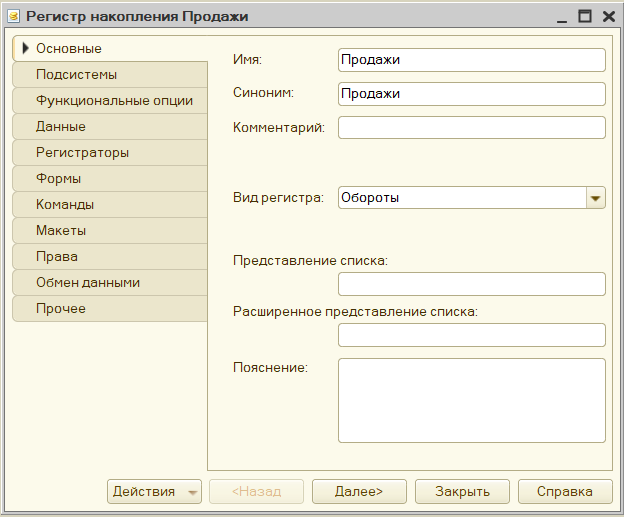 Регистр накопления Продажи
Основные
Подсистемы
Функциональные опции
Данные
Регистраторы
Формы
Команды
Макеты
Права
Обмен данными
Прочее
Имя: Продажи
Синоним: Продажи
Комментарий:
Вид регистра: Обороты
Представление списка:
Расширенное представление списка:
Пояснение:
Действия <Назад Далее> Закрыть Справка